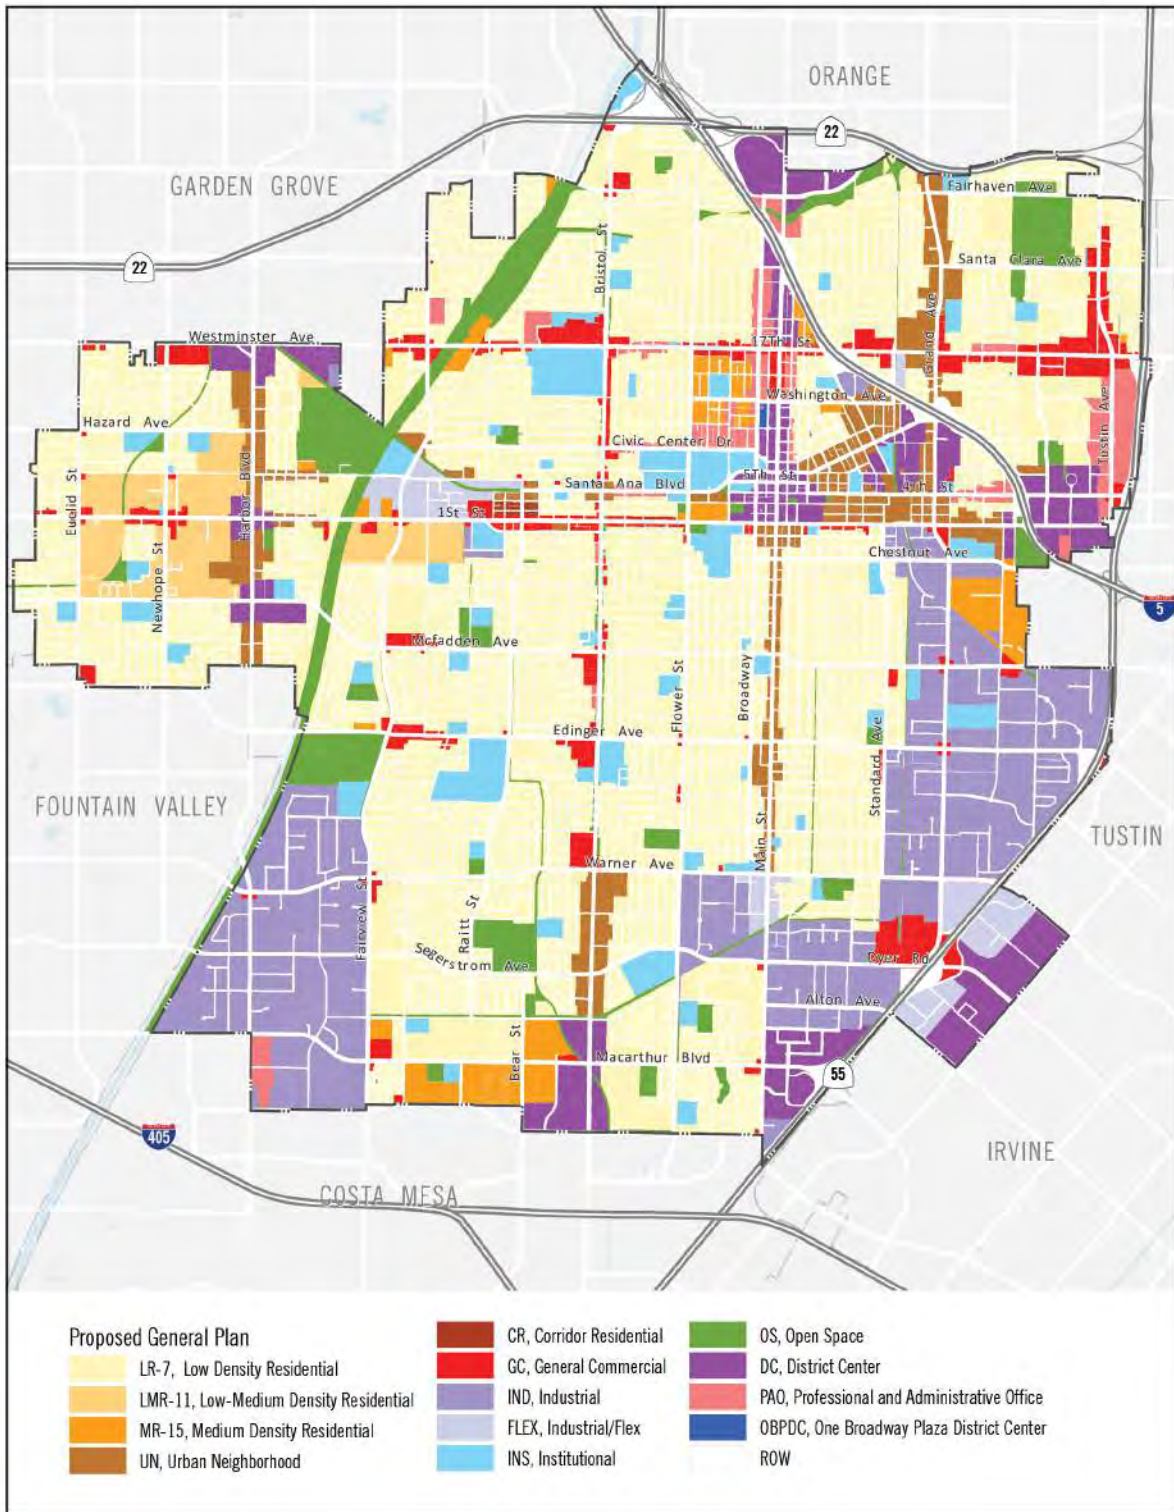 ORANGE
22
GARDEN GROVE
Fairhaven Ave
Bristol St
Santa Clara Ave
22
Grand Ave
Westminster Ave
17Th St
Washington Ave
Tustin Ave
Hazard Ave
Civic Center Dr
Euclid St
Harbor Blvd
5Th St
Santa Ana Blvd
4th St
1St St
Newhope St
Chestnut Ave
5
Mcfadden Ave
Flower St
Broadway
Edinger Ave
Standard Ave
FOUNTAIN VALLEY
TUSTIN
Main St
Warner Ave
Fairview St
Raitt St
Segerstrom Ave
Dyer Rd
Alton Ave
Bear St
Macarthur Blvd
55
405
IRVINE
COSTA MESA
Proposed General Plan
LR-7, Low Density Residential
LMR-11, Low-Medium Density Residential
MR-15, Medium Density Residential
UN, Urban Neighborhood
CR, Corridor Residential
GC, General Commercial
IND, Industrial
FLEX, Industrial/Flex
INS, Institutional
OS, Open Space
DC, District Center
PAO, Professional and Administrative Office
OBPDC, One Broadway Plaza District Center
ROW